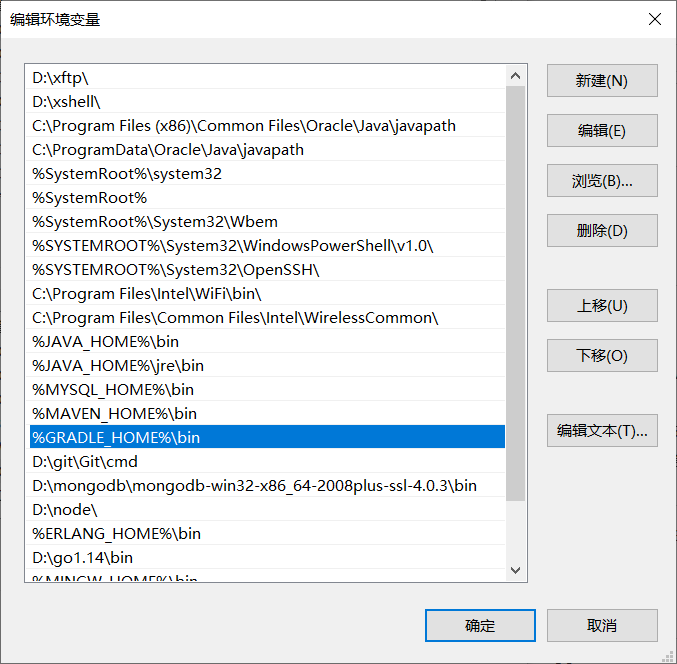 编辑环境变量
D:\xftp\
D:\xshell\
C:\Program Files (x86)\Common Files\Oracle\Java\javapath
C:\ProgramData\Oracle\Java\javapath
%SystemRoot%\system32
%SystemRoot%
%SystemRoot%\System32\Wbem
%SYSTEMROOT%\System32\WindowsPowerShell\v1.0\
%SYSTEMROOT%\System32\OpenSSH\
C:\Program Files\Intel\WiFi\bin\
C:\Program Files\Common Files\Intel\WirelessCommon\
%JAVA_HOME%\bin
%JAVA_HOME%\jre\bin
%MYSQL_HOME%\bin
%MAVEN_HOME%\bin
%GRADLE_HOME%\bin
D:\git\Git\cmd
D:\mongodb\mongodb-win32-x86_64-2008plus-ssl-4.0.3\bin
D:\node\
%ERLANG_HOME%\bin
D:\go1.14\bin
%MINGW_HOME%\bin
新建(N)
编辑(E)
浏览(B)...
删除(D)
上移(U)
下移(O)
编辑文本(T)...
确定
取消